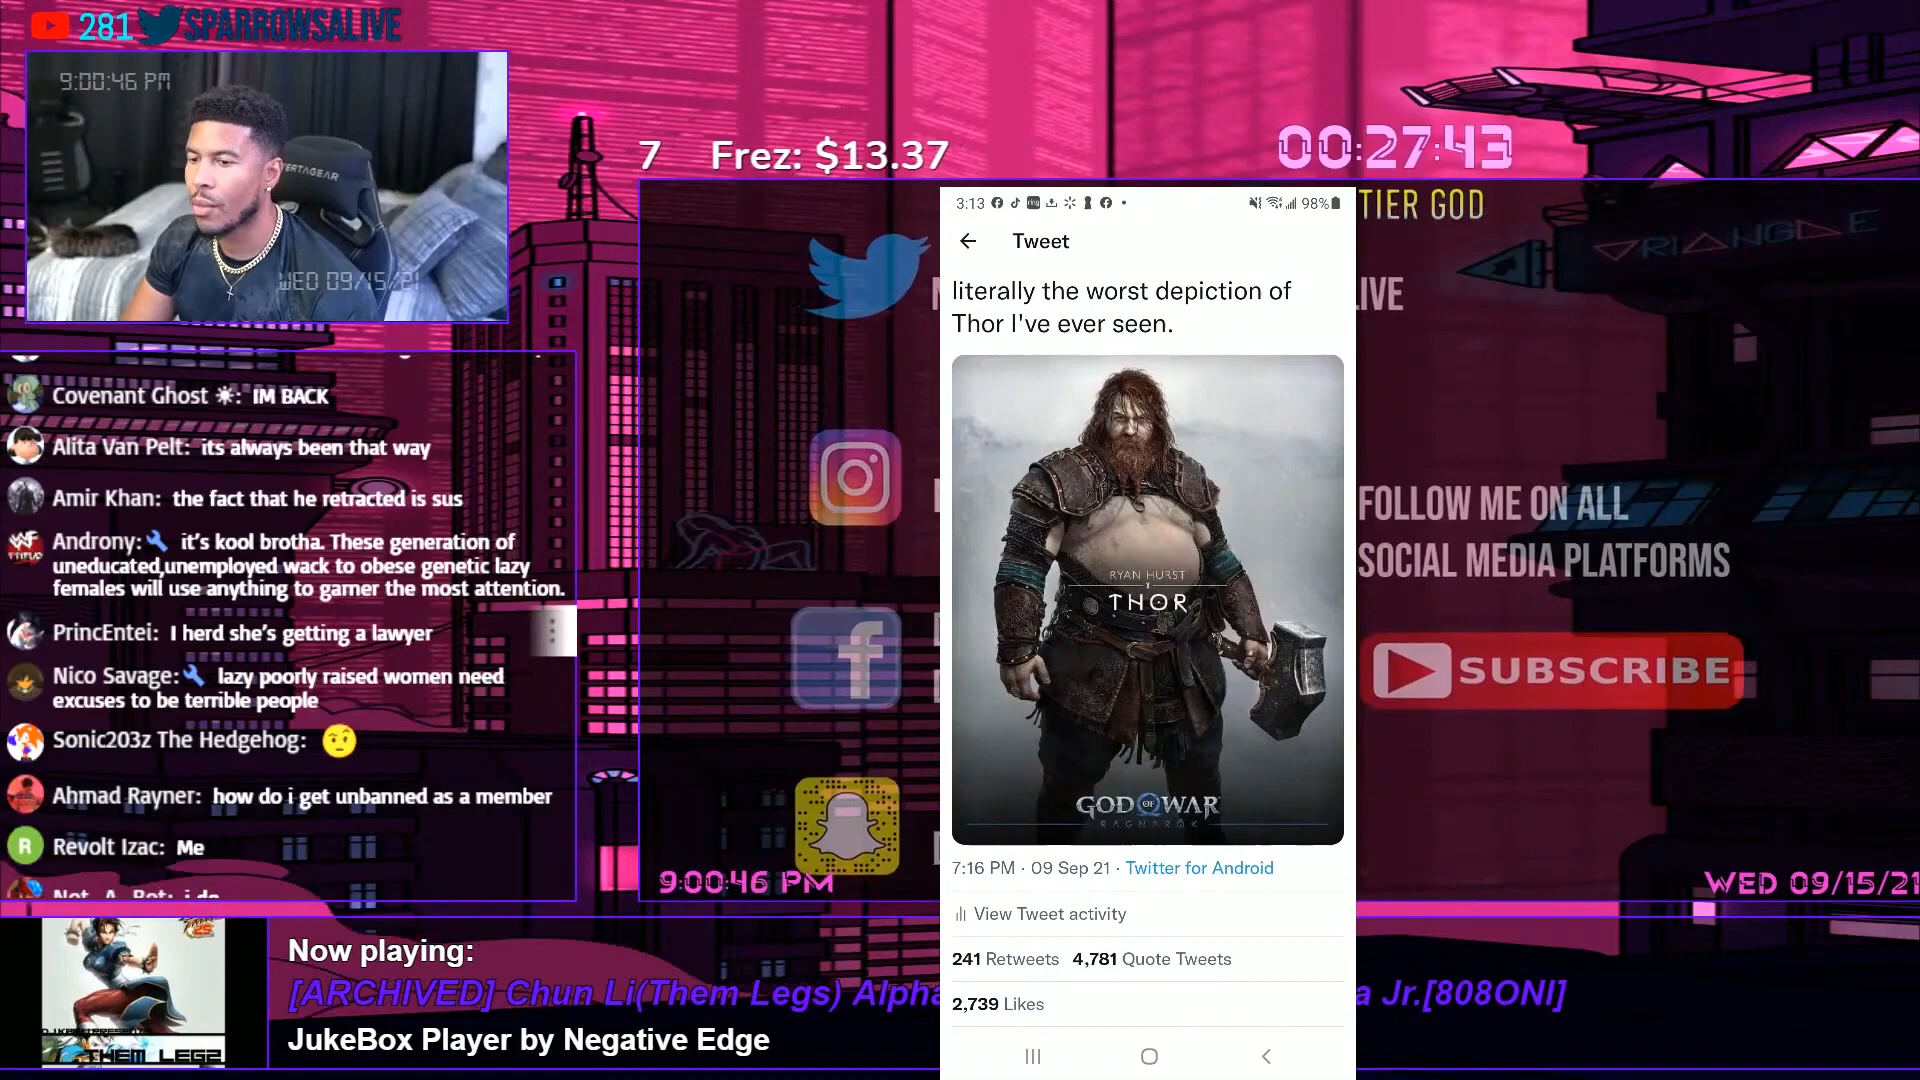 281 SPARROWSALIVE
9:00:46 PM
WED 09/15/21
7 Frez: $13.37
00:27:43
TIER GOD
LIVE
FOLLOW ME ON ALL
SOCIAL MEDIA PLATFORMS
SUBSCRIBE
Covenant Ghost ☀: IM BACK
Alita Van Pelt: its always been that way
Amir Khan: the fact that he retracted is sus
Androny:🔧 it's kool brotha. These generation of
uneducated,unemployed wack to obese genetic lazy
females will use anything to garner the most attention.
PrincEntei: I herd she's getting a lawyer
Nico Savage:🔧 lazy poorly raised women need
excuses to be terrible people
Sonic203z The Hedgehog: 🤨
Ahmad Rayner: how do i get unbanned as a member
R Revolt Izac: Me
Not_A_Bot: i do
3:13 98%
Tweet
literally the worst depiction of
Thor I've ever seen.
RYAN HURST
X
THOR
GOD OF WAR
RAGNARÖK
7:16 PM · 09 Sep 21 · Twitter for Android
View Tweet activity
241 Retweets 4,781 Quote Tweets
2,739 Likes
9:00:46 PM
WED 09/15/21
TRIANGLE
Now playing:
[ARCHIVED] Chun Li(Them Legs) Alpha
a Jr.[808ONI]
JukeBox Player by Negative Edge
THEM LEGZ